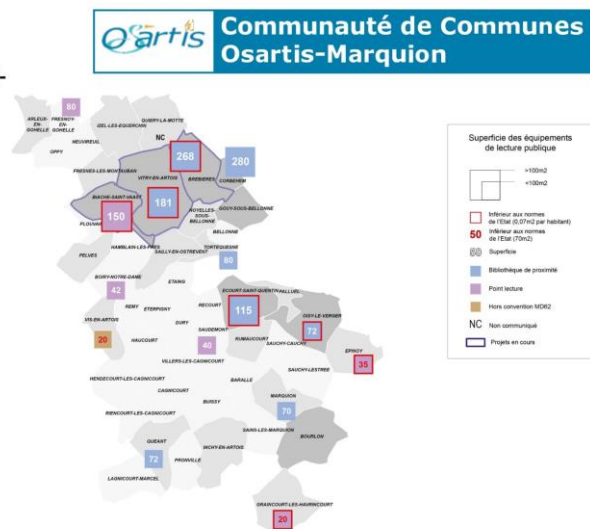 Osartis
Communauté de Communes
Osartis-Marquion
80
ARLEUX-
EN-
GOHELLE
FRESNOY-
EN-
GOHELLE
QUIERY-LA-MOTTE
IZEL-LES-EQUERCHIN
NEUVIREUIL
OPPY
NC
268
280
FRESNES-LES-MONTAUBAN
VITRY-EN-ARTOIS
BREBIERES
CORBEHEM
181
BIACHE-SAINT-VAAST
150
NOYELLES-
SOUS-
BELLONNE
GOUY-SOUS-BELLONNE
PLOUVAIN
BELLONNE
HAMBLAIN-LES-PRES
SAILLY-EN-OSTREVENT
TORTEQUESNE
PELVES
80
BOIRY-NOTRE-DAME
ETAING
42
ECOURT-SAINT-QUENTIN
PALLUEL
REMY
ETERPIGNY
RECOURT
115
OISY-LE-VERGER
72
VIS-EN-ARTOIS
DURY
20
HAUCOURT
SAUDEMONT
RUMAUCOURT
SAUCHY-CAUCHY
EPINOY
40
35
VILLERS-LES-CAGNICOURT
SAUCHY-LESTREE
HENDECOURT-LES-CAGNICOURT
BARALLE
CAGNICOURT
MARQUION
BUISSY
70
RIENCOURT-LES-CAGNICOURT
SAINS-LES-MARQUION
BOURLON
QUEANT
INCHY-EN-ARTOIS
72
PRONVILLE
LAGNICOURT-MARCEL
GRAINCOURT-LES-HAVRINCOURT
20
Superficie des équipements
de lecture publique
>100m2
<100m2
Inférieur aux normes
de l'Etat (0,07m2 par habitant)
50 Inférieur aux normes
de l'Etat (70m2)
Superficie
Bibliothèque de proximité
Point lecture
Hors convention MD62
NC Non communiqué
Projets en cours